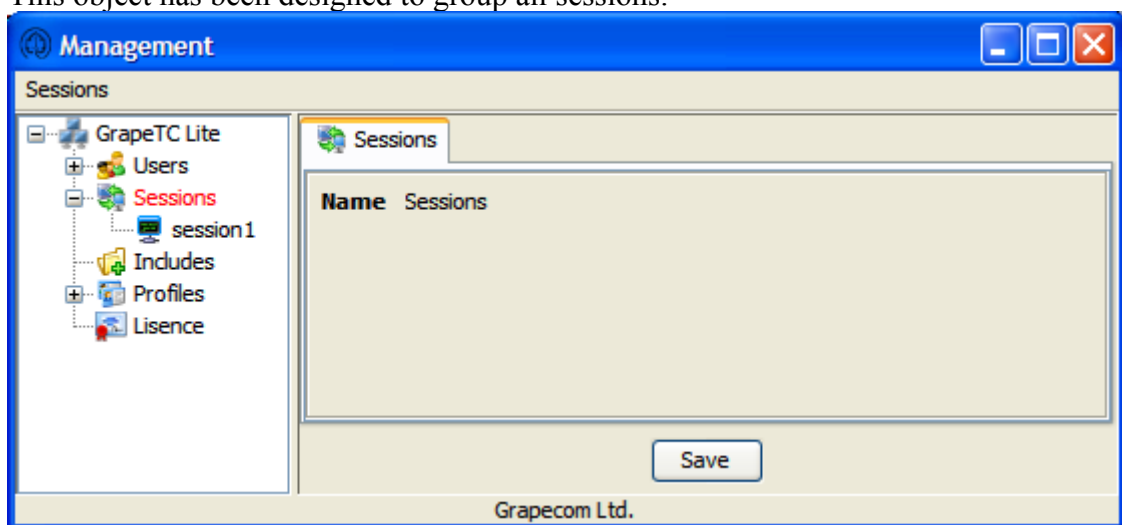 This object has been designed to group all sessions.
Management
Sessions
GrapeTC Lite
Users
Sessions
session1
Includes
Profiles
Lisence
Sessions
Name Sessions
Save
Grapecom Ltd.